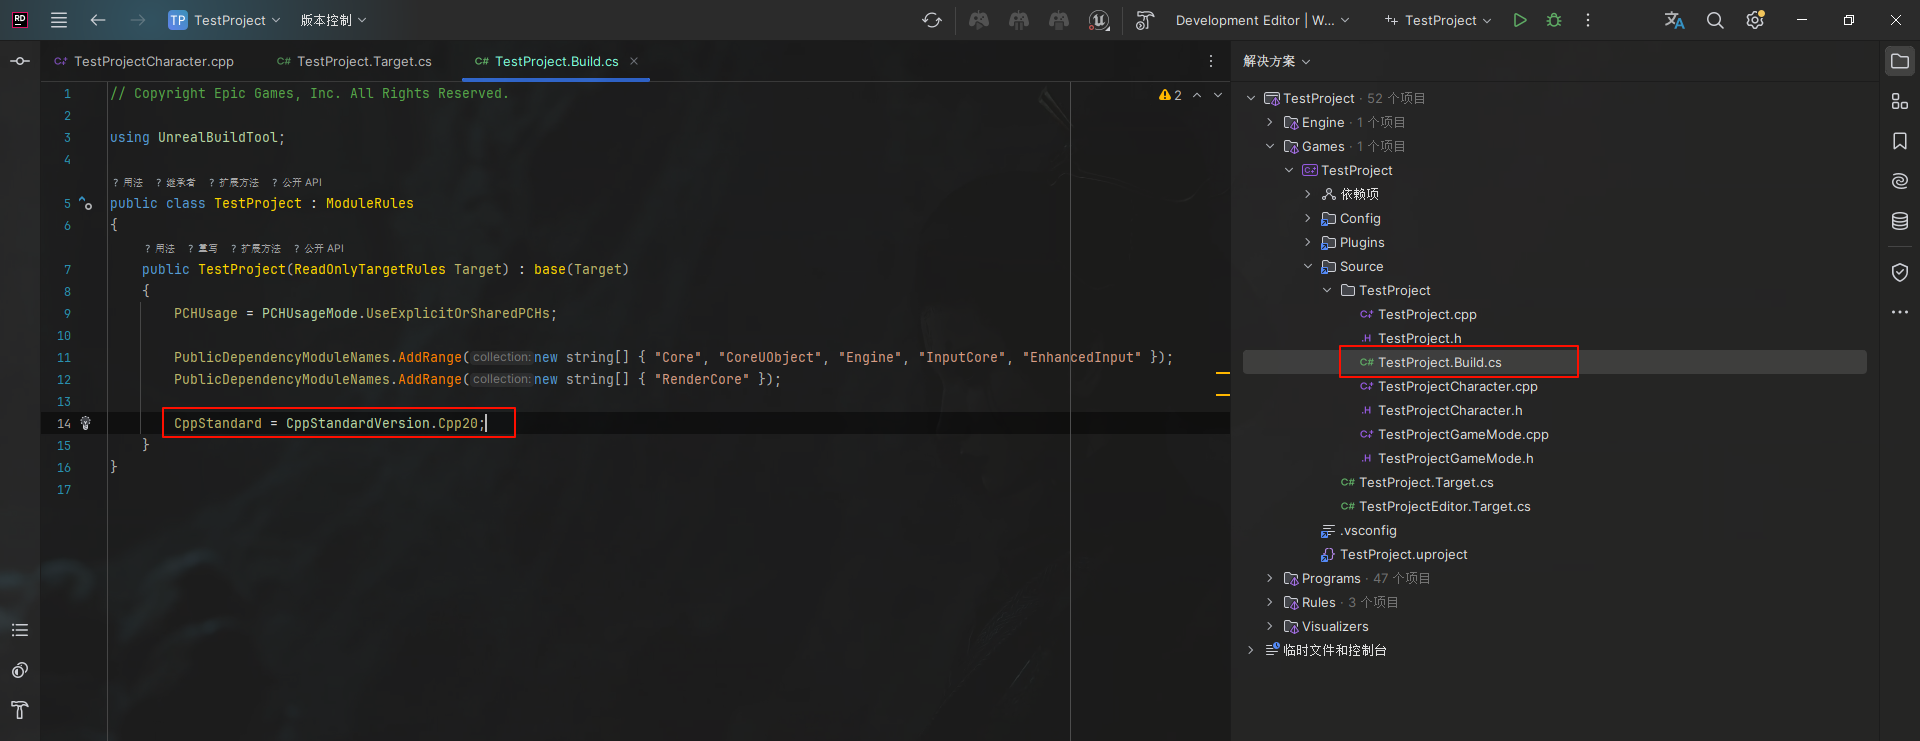 RD TP TestProject 版本控制 Development Editor | W... TestProject
TestProjectCharacter.cpp C# TestProject.Target.cs C# TestProject.Build.cs
2
1 // Copyright Epic Games, Inc. All Rights Reserved.
2
3 using UnrealBuildTool;
4
? 用法 ? 继承者 ? 扩展方法 ? 公开 API
5 public class TestProject : ModuleRules
6 {
? 用法 ? 重写 ? 扩展方法 ? 公开 API
7 public TestProject(ReadOnlyTargetRules Target) : base(Target)
8 {
9 PCHUsage = PCHUsageMode.UseExplicitOrSharedPCHs;
10
11 PublicDependencyModuleNames.AddRange(collection: new string[] { "Core", "CoreUObject", "Engine", "InputCore", "EnhancedInput" });
12 PublicDependencyModuleNames.AddRange(collection: new string[] { "RenderCore" });
13
14 CppStandard = CppStandardVersion.Cpp20;
15 }
16 }
17
解决方案
TestProject · 52 个项目
Engine · 1 个项目
Games · 1 个项目
TestProject
依赖项
Config
Plugins
Source
TestProject
C+ TestProject.cpp
.H TestProject.h
C# TestProject.Build.cs
C+ TestProjectCharacter.cpp
.H TestProjectCharacter.h
C+ TestProjectGameMode.cpp
.H TestProjectGameMode.h
C# TestProject.Target.cs
C# TestProjectEditor.Target.cs
.vsconfig
TestProject.uproject
Programs · 47 个项目
Rules · 3 个项目
Visualizers
临时文件和控制台